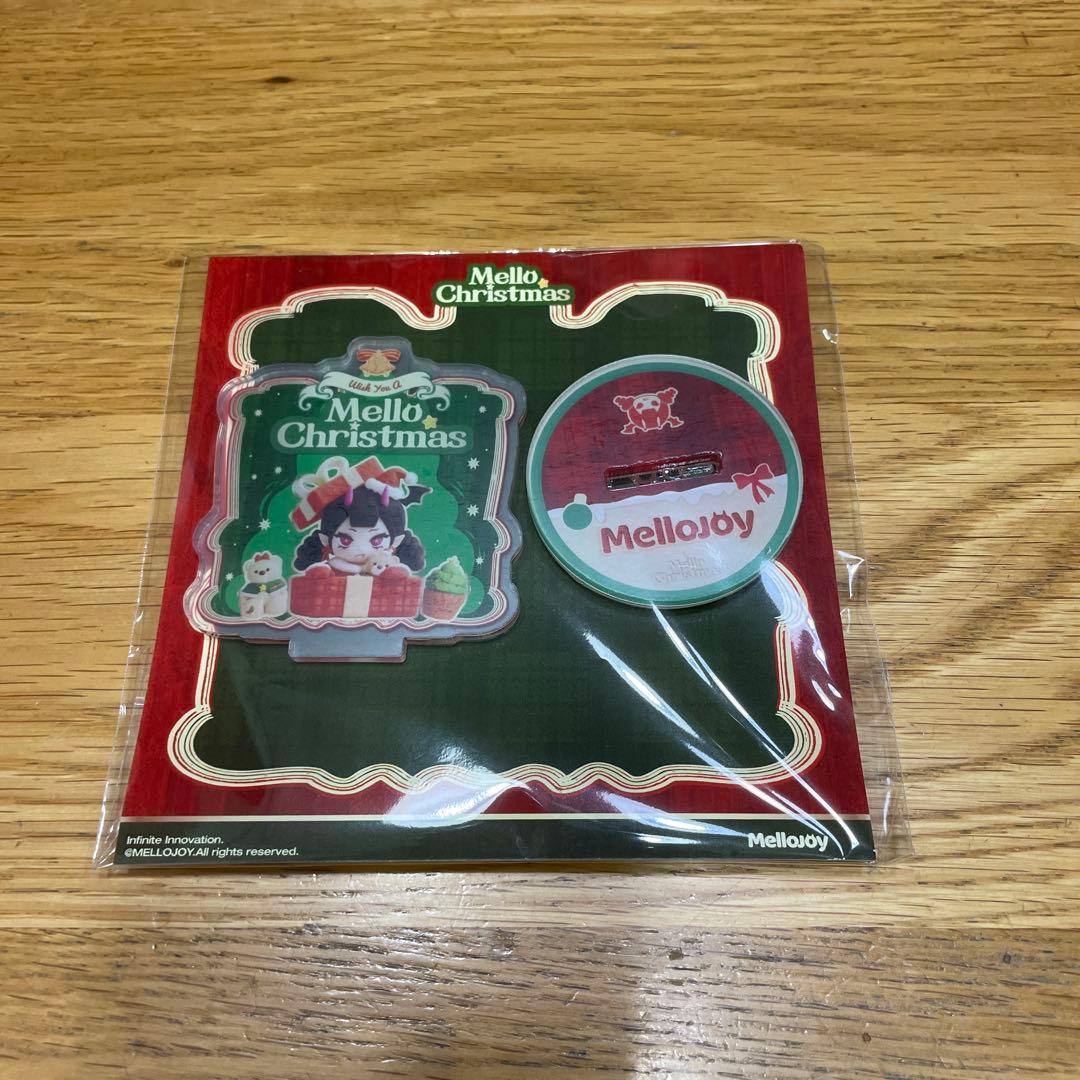 Mello
Christmas
Wish You A
Mello
Christmas
MelloJoy
Mello
Christmas
Infinite Innovation.
@MELLOJOY.All rights reserved.
MelloJoy